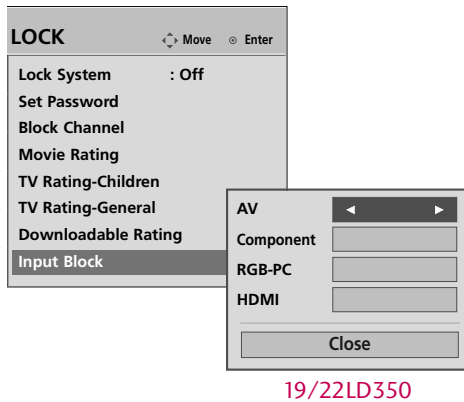 LOCK Move Enter
Lock System : Off
Set Password
Block Channel
Movie Rating
TV Rating-Children
TV Rating-General
Downloadable Rating
Input Block
AV
Component
RGB-PC
HDMI
Close
19/22LD350